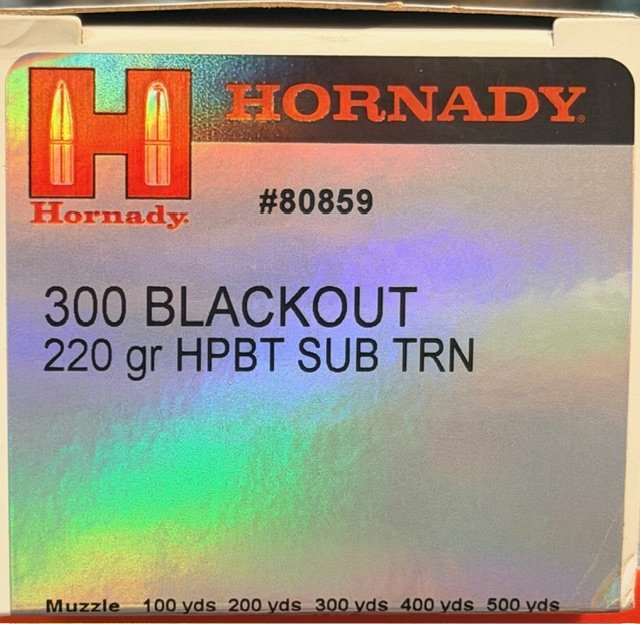 HORNADY
Hornady
#80859
300 BLACKOUT
220 gr HPBT SUB TRN
Muzzle 100 yds 200 yds 300 yds 400 yds 500 yds